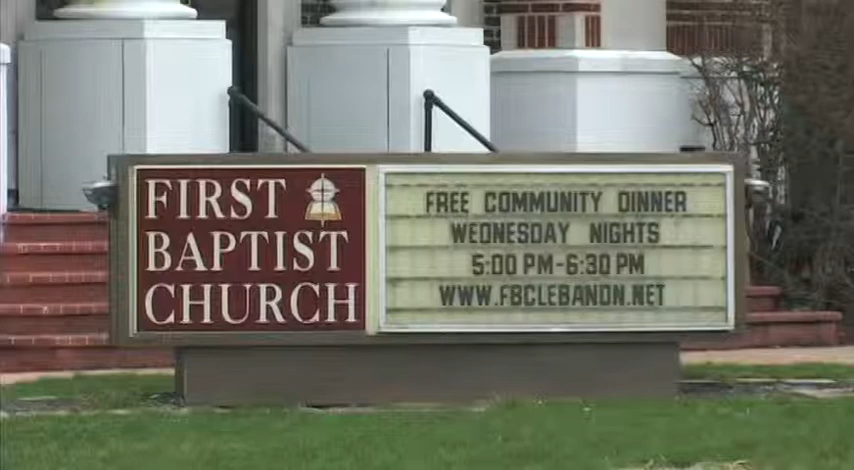 FIRST
BAPTIST
CHURCH
FREE COMMUNITY DINNER
WEDNESDAY NIGHTS
5:00 PM-6:30 PM
WWW.FBCLEBANON.NET